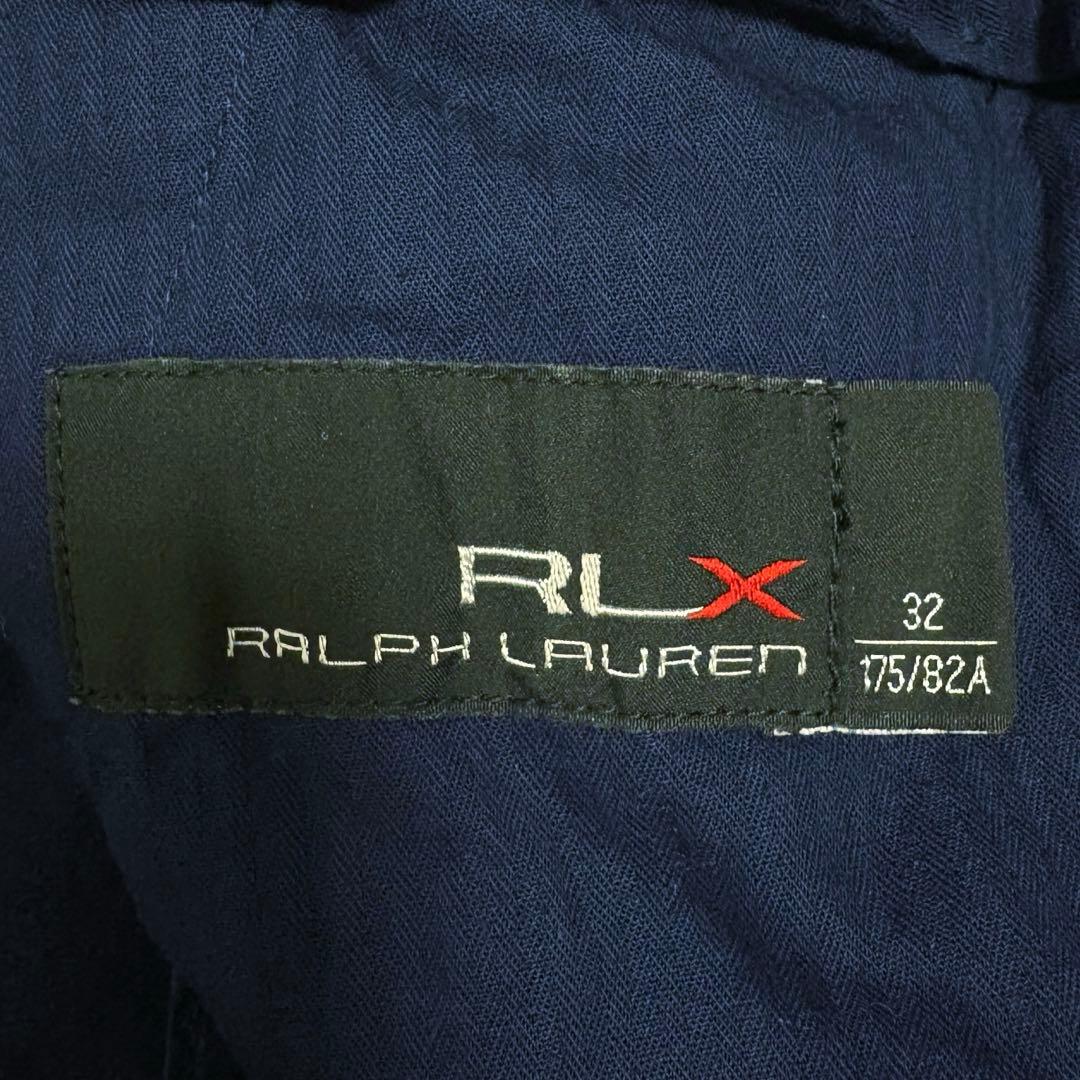 RLX
RALPH LAUREN
32
175/82A